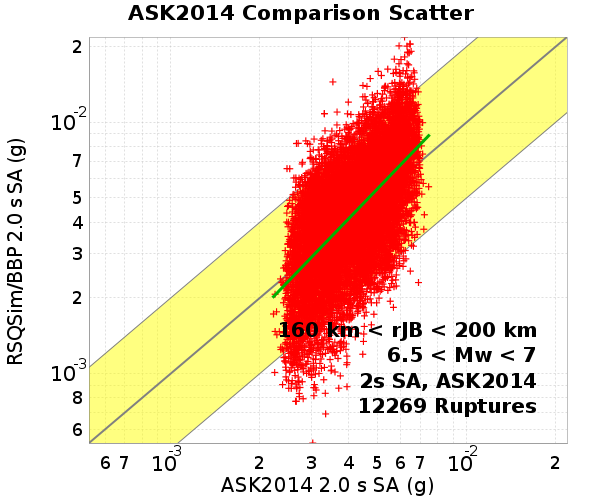 ASK2014 Comparison Scatter
RSQSim/BBP 2.0 s SA (g)
2
10-2
7
5
4
3
2
10-3
8
6
160 km < rJB < 200 km
6.5 < Mw < 7
2s SA, ASK2014
12269 Ruptures
6 7 10-3 2 3 4 5 6 7 10-2 2
ASK2014 2.0 s SA (g)